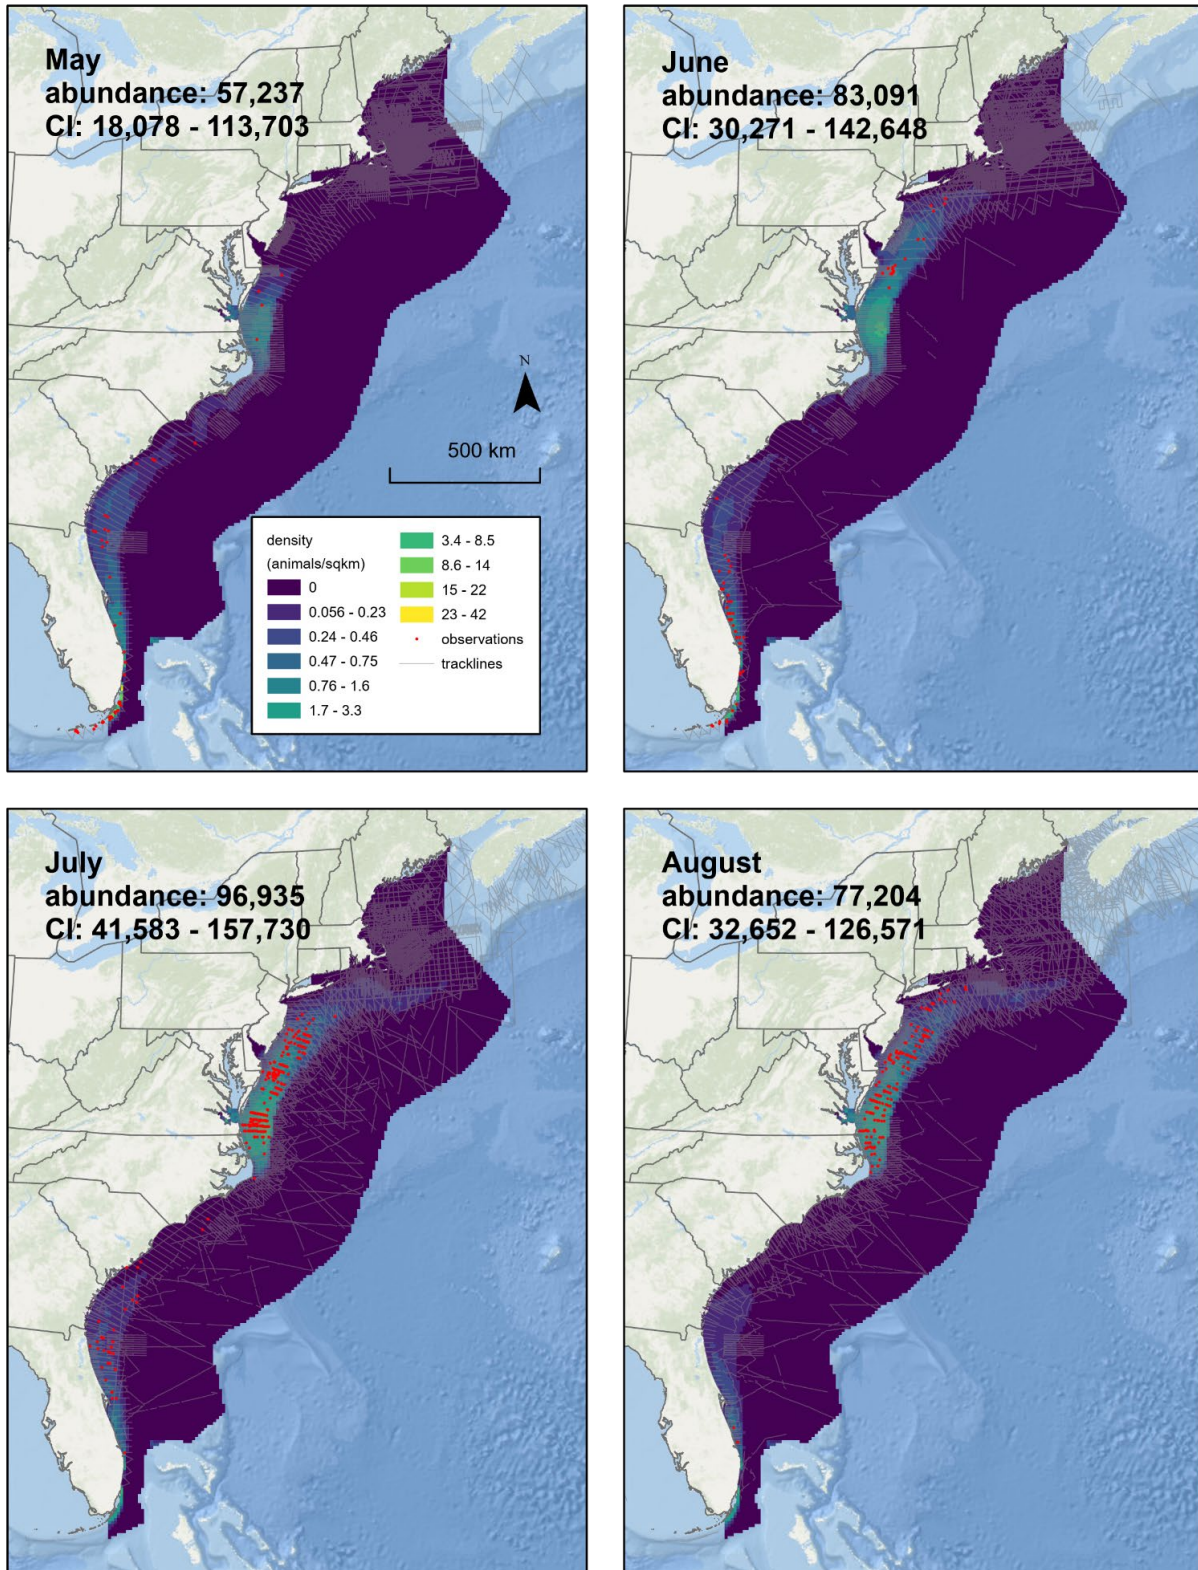 May
abundance: 57,237
CI: 18,078 - 113,703
N
500 km
density
(animals/sqkm)
0
0.056 - 0.23
0.24 - 0.46
0.47 - 0.75
0.76 - 1.6
1.7 - 3.3
3.4 - 8.5
8.6 - 14
15 - 22
23 - 42
observations
tracklines
June
abundance: 83,091
CI: 30,271 - 142,648
July
abundance: 96,935
CI: 41,583 - 157,730
August
abundance: 77,204
CI: 32,652 - 126,571